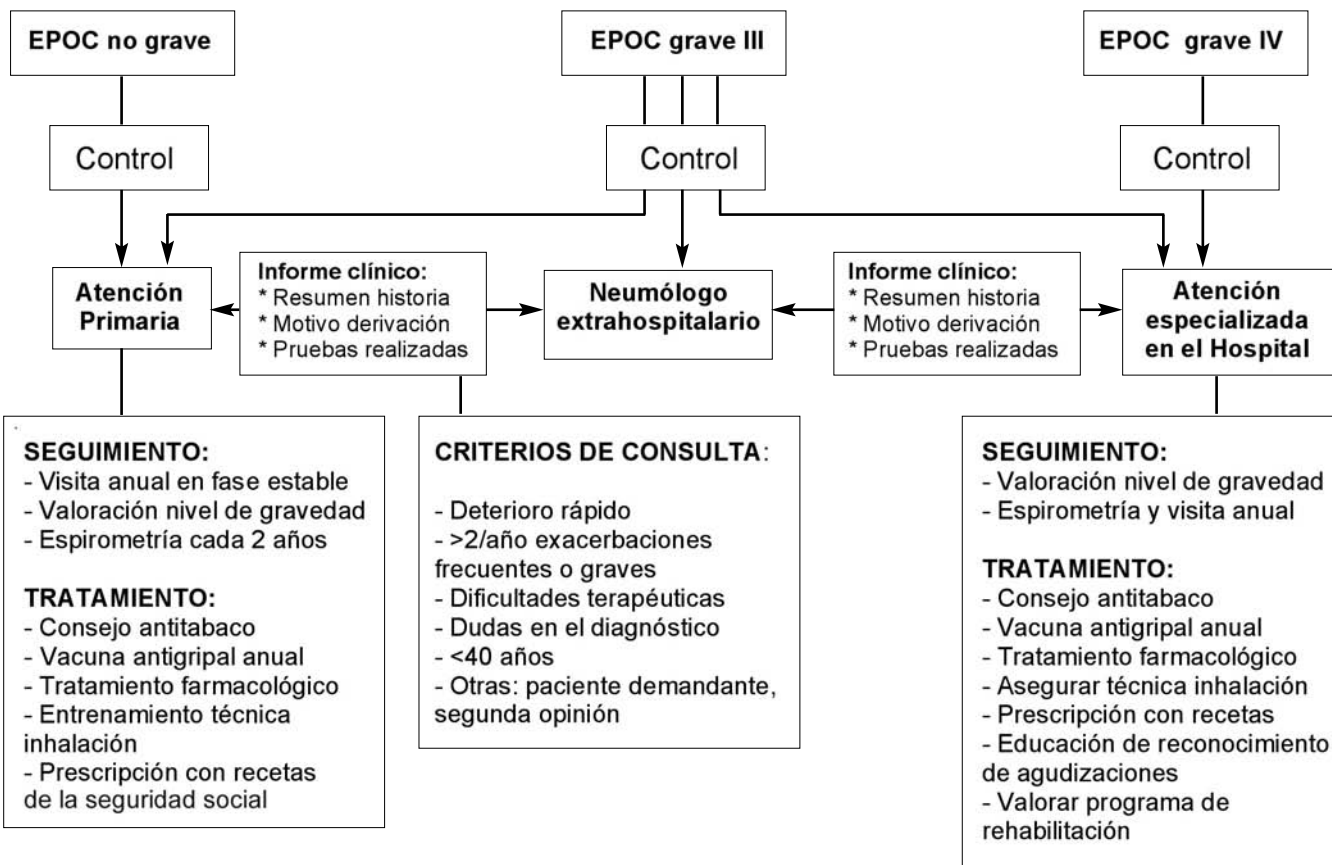 EPOC no grave
EPOC grave III
EPOC grave IV
Control
Control
Control
Atención
Primaria
Informe clínico:
* Resumen historia
* Motivo derivación
* Pruebas realizadas
Neumólogo
extrahospitalario
Informe clínico:
* Resumen historia
* Motivo derivación
* Pruebas realizadas
Atención
especializada
en el Hospital
SEGUIMIENTO:
- Visita anual en fase estable
- Valoración nivel de gravedad
- Espirometría cada 2 años
TRATAMIENTO:
- Consejo antitabaco
- Vacuna antigripal anual
- Tratamiento farmacológico
- Entrenamiento técnica
inhalación
- Prescripción con recetas
de la seguridad social
CRITERIOS DE CONSULTA:
- Deterioro rápido
- >2/año exacerbaciones
frecuentes o graves
- Dificultades terapéuticas
- Dudas en el diagnóstico
- <40 años
- Otras: paciente demandante,
segunda opinión
SEGUIMIENTO:
- Valoración nivel de gravedad
- Espirometría y visita anual
TRATAMIENTO:
- Consejo antitabaco
- Vacuna antigripal anual
- Tratamiento farmacológico
- Asegurar técnica inhalación
- Prescripción con recetas
- Educación de reconocimiento
de agudizaciones
- Valorar programa de
rehabilitación